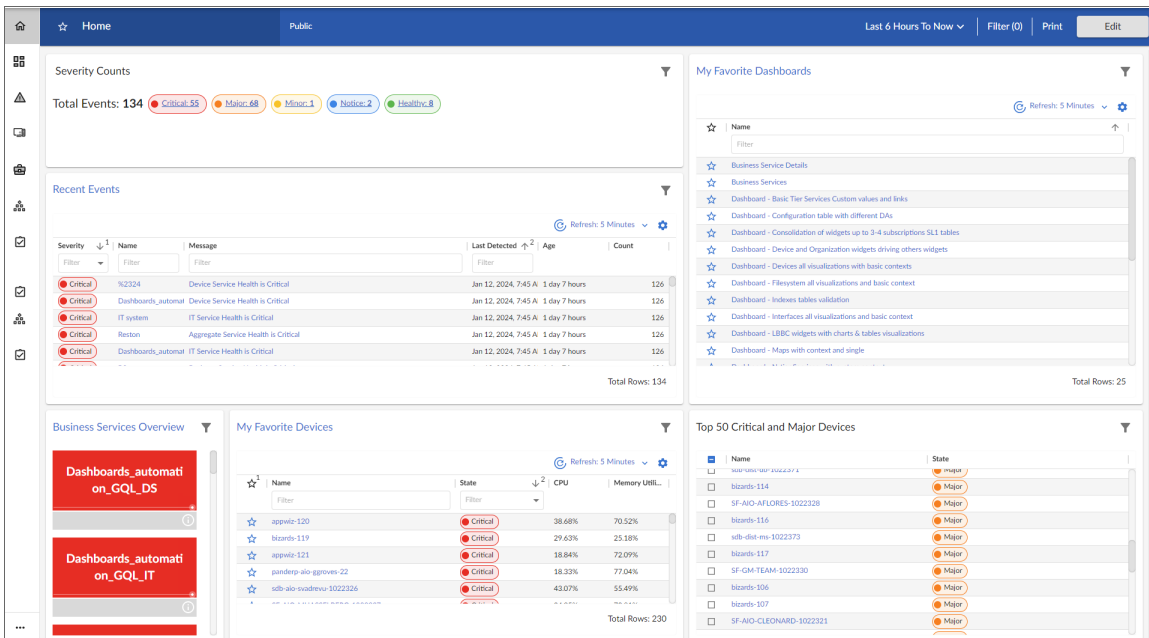 Home
Public
Last 6 Hours To Now
Filter (0)
Print
Edit
Severity Counts
Total Events: 134 Critical: 55 Major: 68 Minor: 1 Notice: 2 Healthy: 8
My Favorite Dashboards
Refresh: 5 Minutes
Name
Filter
Business Service Details
Business Services
Dashboard - Basic Tier Services Custom values and links
Dashboard - Configuration table with different DAs
Dashboard - Consolidation of widgets up to 3-4 subscriptions SL1 tables
Dashboard - Device and Organization widgets driving others widgets
Dashboard - Devices all visualizations with basic contexts
Dashboard - Filesystem all visualizations and basic context
Dashboard - Indexes tables validation
Dashboard - Interfaces all visualizations and basic context
Dashboard - LBBC widgets with charts & tables visualizations
Dashboard - Maps with context and single
Total Rows: 25
Recent Events
Refresh: 5 Minutes
Severity 1 Name Message Last Detected 2 Age Count
Filter Filter Filter Filter
Critical %2324 Device Service Health is Critical Jan 12, 2024, 7:45 A 1 day 7 hours 126
Critical Dashboards_automat Device Service Health is Critical Jan 12, 2024, 7:45 A 1 day 7 hours 126
Critical IT system IT Service Health is Critical Jan 12, 2024, 7:45 A 1 day 7 hours 126
Critical Reston Aggregate Service Health is Critical Jan 12, 2024, 7:45 A 1 day 7 hours 126
Critical Dashboards_automat IT Service Health is Critical Jan 12, 2024, 7:45 A 1 day 7 hours 126
Total Rows: 134
Business Services Overview
Dashboards_automati
on_GQL_DS
Dashboards_automati
on_GQL_IT
My Favorite Devices
Refresh: 5 Minutes
1 Name State 2 CPU Memory Utili...
Filter Filter
appwiz-120 Critical 38.68% 70.52%
bizards-119 Critical 29.63% 25.18%
appwiz-121 Critical 18.84% 72.09%
panderp-aio-ggroves-22 Critical 18.33% 77.04%
sdb-aio-svadrevu-1022326 Critical 43.07% 55.49%
Total Rows: 230
Top 50 Critical and Major Devices
Name State
sdb-dist-db-1022371 Major
bizards-114 Major
SF-AIO-AFLORES-1022328 Major
bizards-116 Major
sdb-dist-ms-1022373 Major
bizards-117 Major
SF-GM-TEAM-1022330 Major
bizards-106 Major
bizards-107 Major
SF-AIO-CLEONARD-1022321 Major